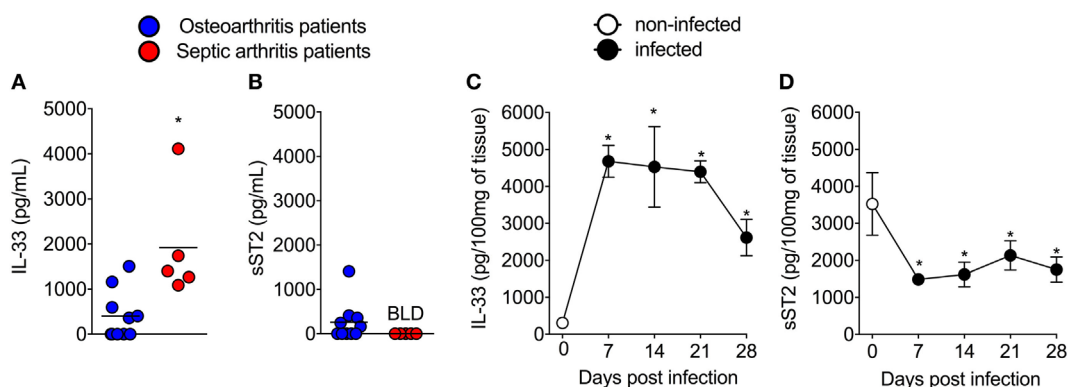 Osteoarthritis patients
Septic arthritis patients
non-infected
infected
A
IL-33 (pg/mL)
5000
4000
3000
2000
1000
0
*
B
sST2 (pg/mL)
5000
4000
3000
2000
1000
0
BLD
C
IL-33 (pg/100mg of tissue)
6000
5000
4000
3000
2000
1000
0
* * * *
0 7 14 21 28
Days post infection
D
sST2 (pg/100mg of tissue)
6000
5000
4000
3000
2000
1000
0
* * * *
0 7 14 21 28
Days post infection